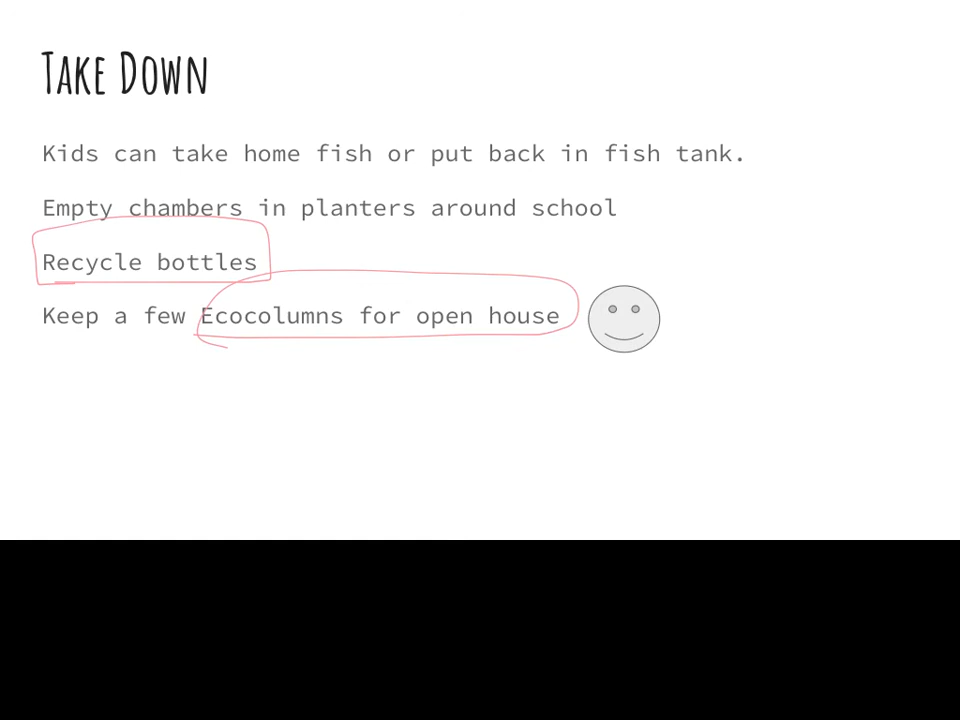 Take Down
Kids can take home fish or put back in fish tank.
Empty chambers in planters around school
Recycle bottles
Keep a few Ecocolumns for open house